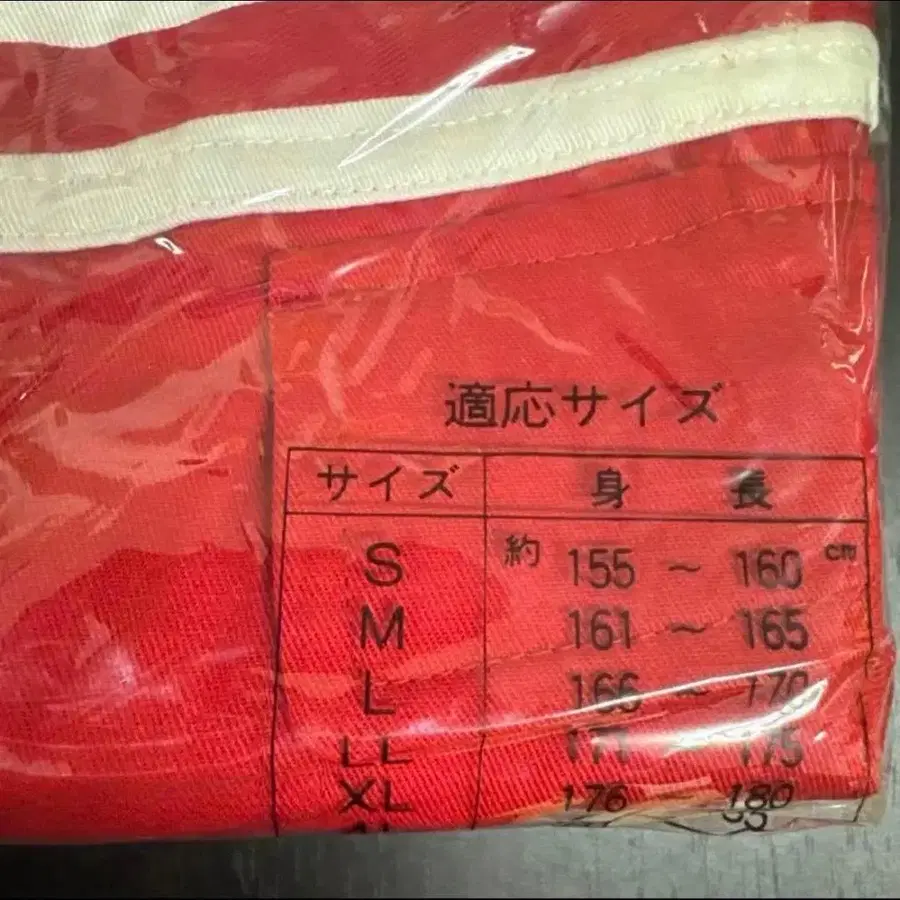 適応サイズ
サイズ 身長
S 約 155 ~ 160 cm
M 161 ~ 165
L 166 ~ 170
LL 171 ~ 175
XL 176 180